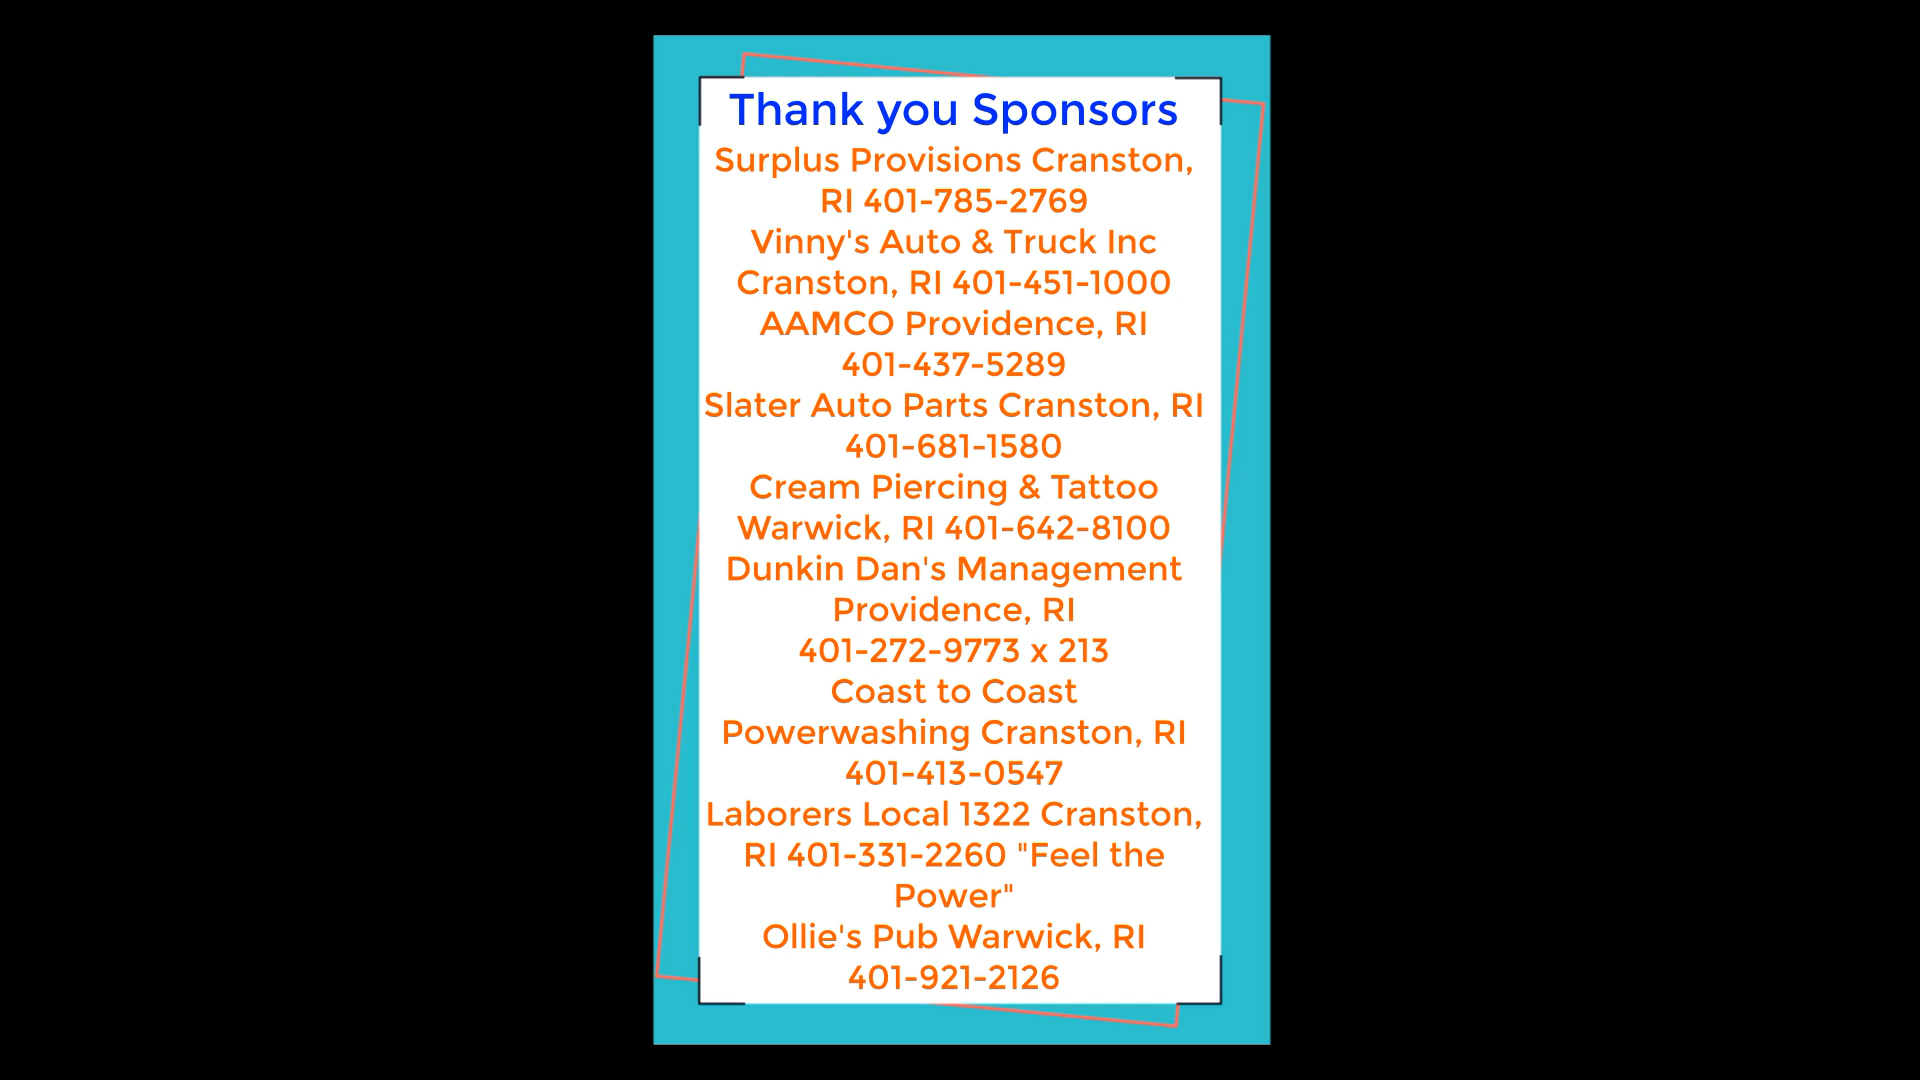 Thank you Sponsors
Surplus Provisions Cranston,
RI 401-785-2769
Vinny's Auto & Truck Inc
Cranston, RI 401-451-1000
AAMCO Providence, RI
401-437-5289
Slater Auto Parts Cranston, RI
401-681-1580
Cream Piercing & Tattoo
Warwick, RI 401-642-8100
Dunkin Dan's Management
Providence, RI
401-272-9773 x 213
Coast to Coast
Powerwashing Cranston, RI
401-413-0547
Laborers Local 1322 Cranston,
RI 401-331-2260 "Feel the
Power"
Ollie's Pub Warwick, RI
401-921-2126